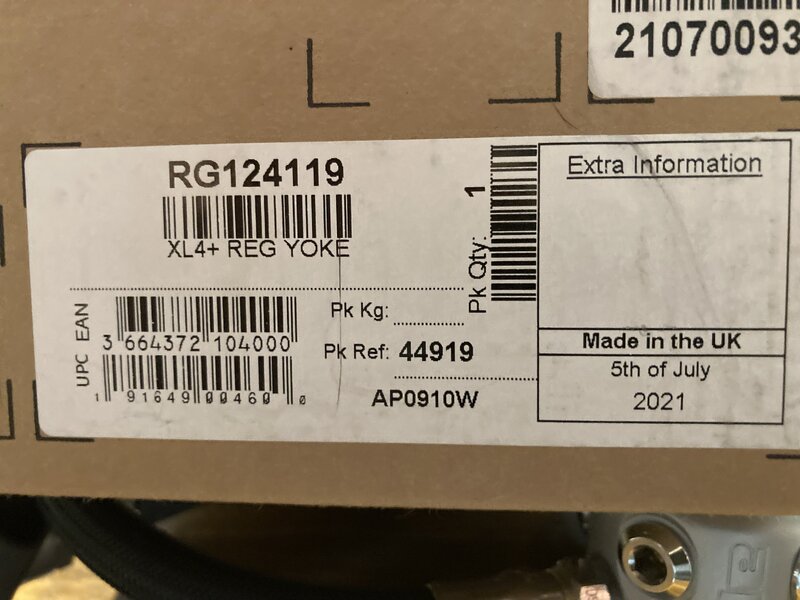 21070093
RG124119
XL4+ REG YOKE
UPC EAN
3 664372 104000
1 91649 00460 0
Pk Kg:
Pk Ref: 44919
AP0910W
Pk Qty: 1
Extra Information
Made in the UK
5th of July
2021